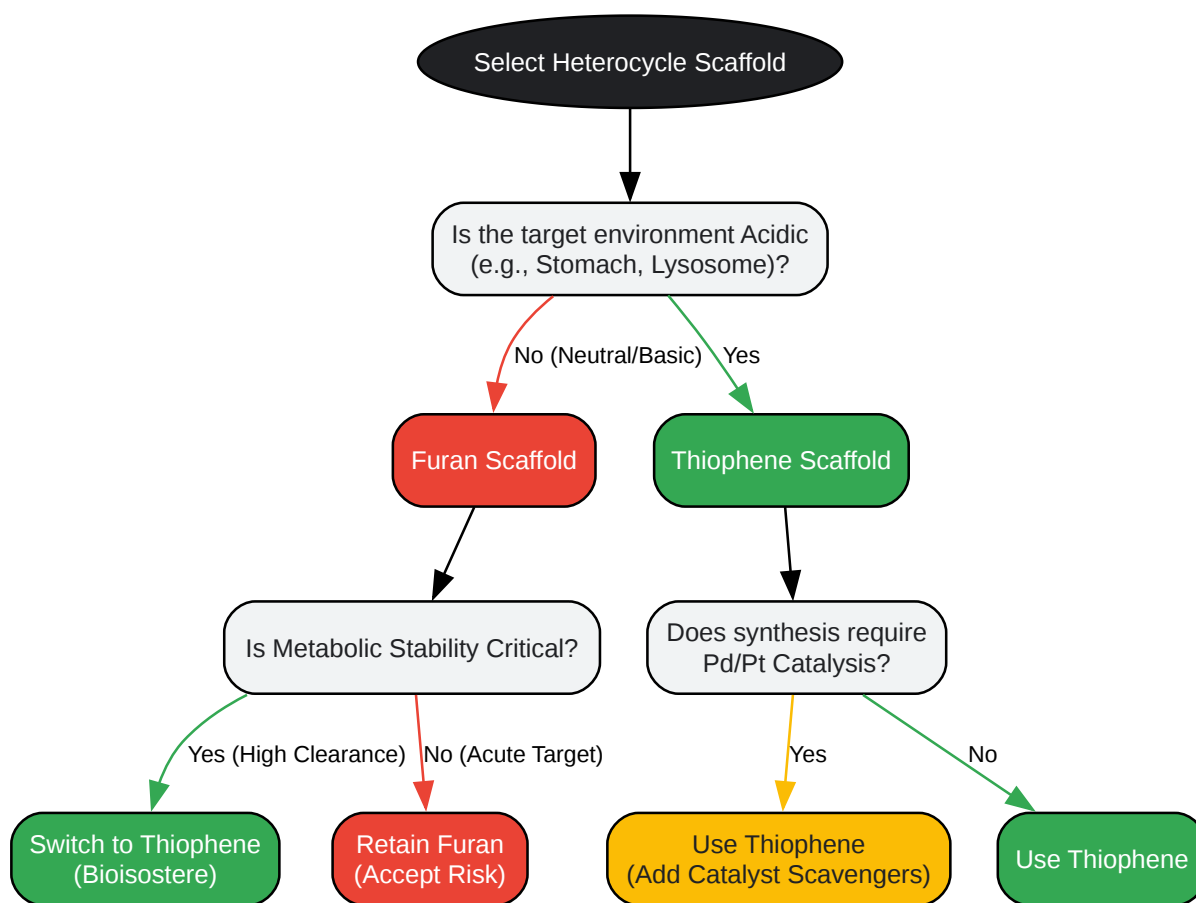 Select Heterocycle Scaffold
Is the target environment Acidic
(e.g., Stomach, Lysosome)?
No (Neutral/Basic)
Yes
Furan Scaffold
Thiophene Scaffold
Is Metabolic Stability Critical?
Does synthesis require
Pd/Pt Catalysis?
Yes (High Clearance)
No (Acute Target)
Yes
No
Switch to Thiophene
(Bioisostere)
Retain Furan
(Accept Risk)
Use Thiophene
(Add Catalyst Scavengers)
Use Thiophene